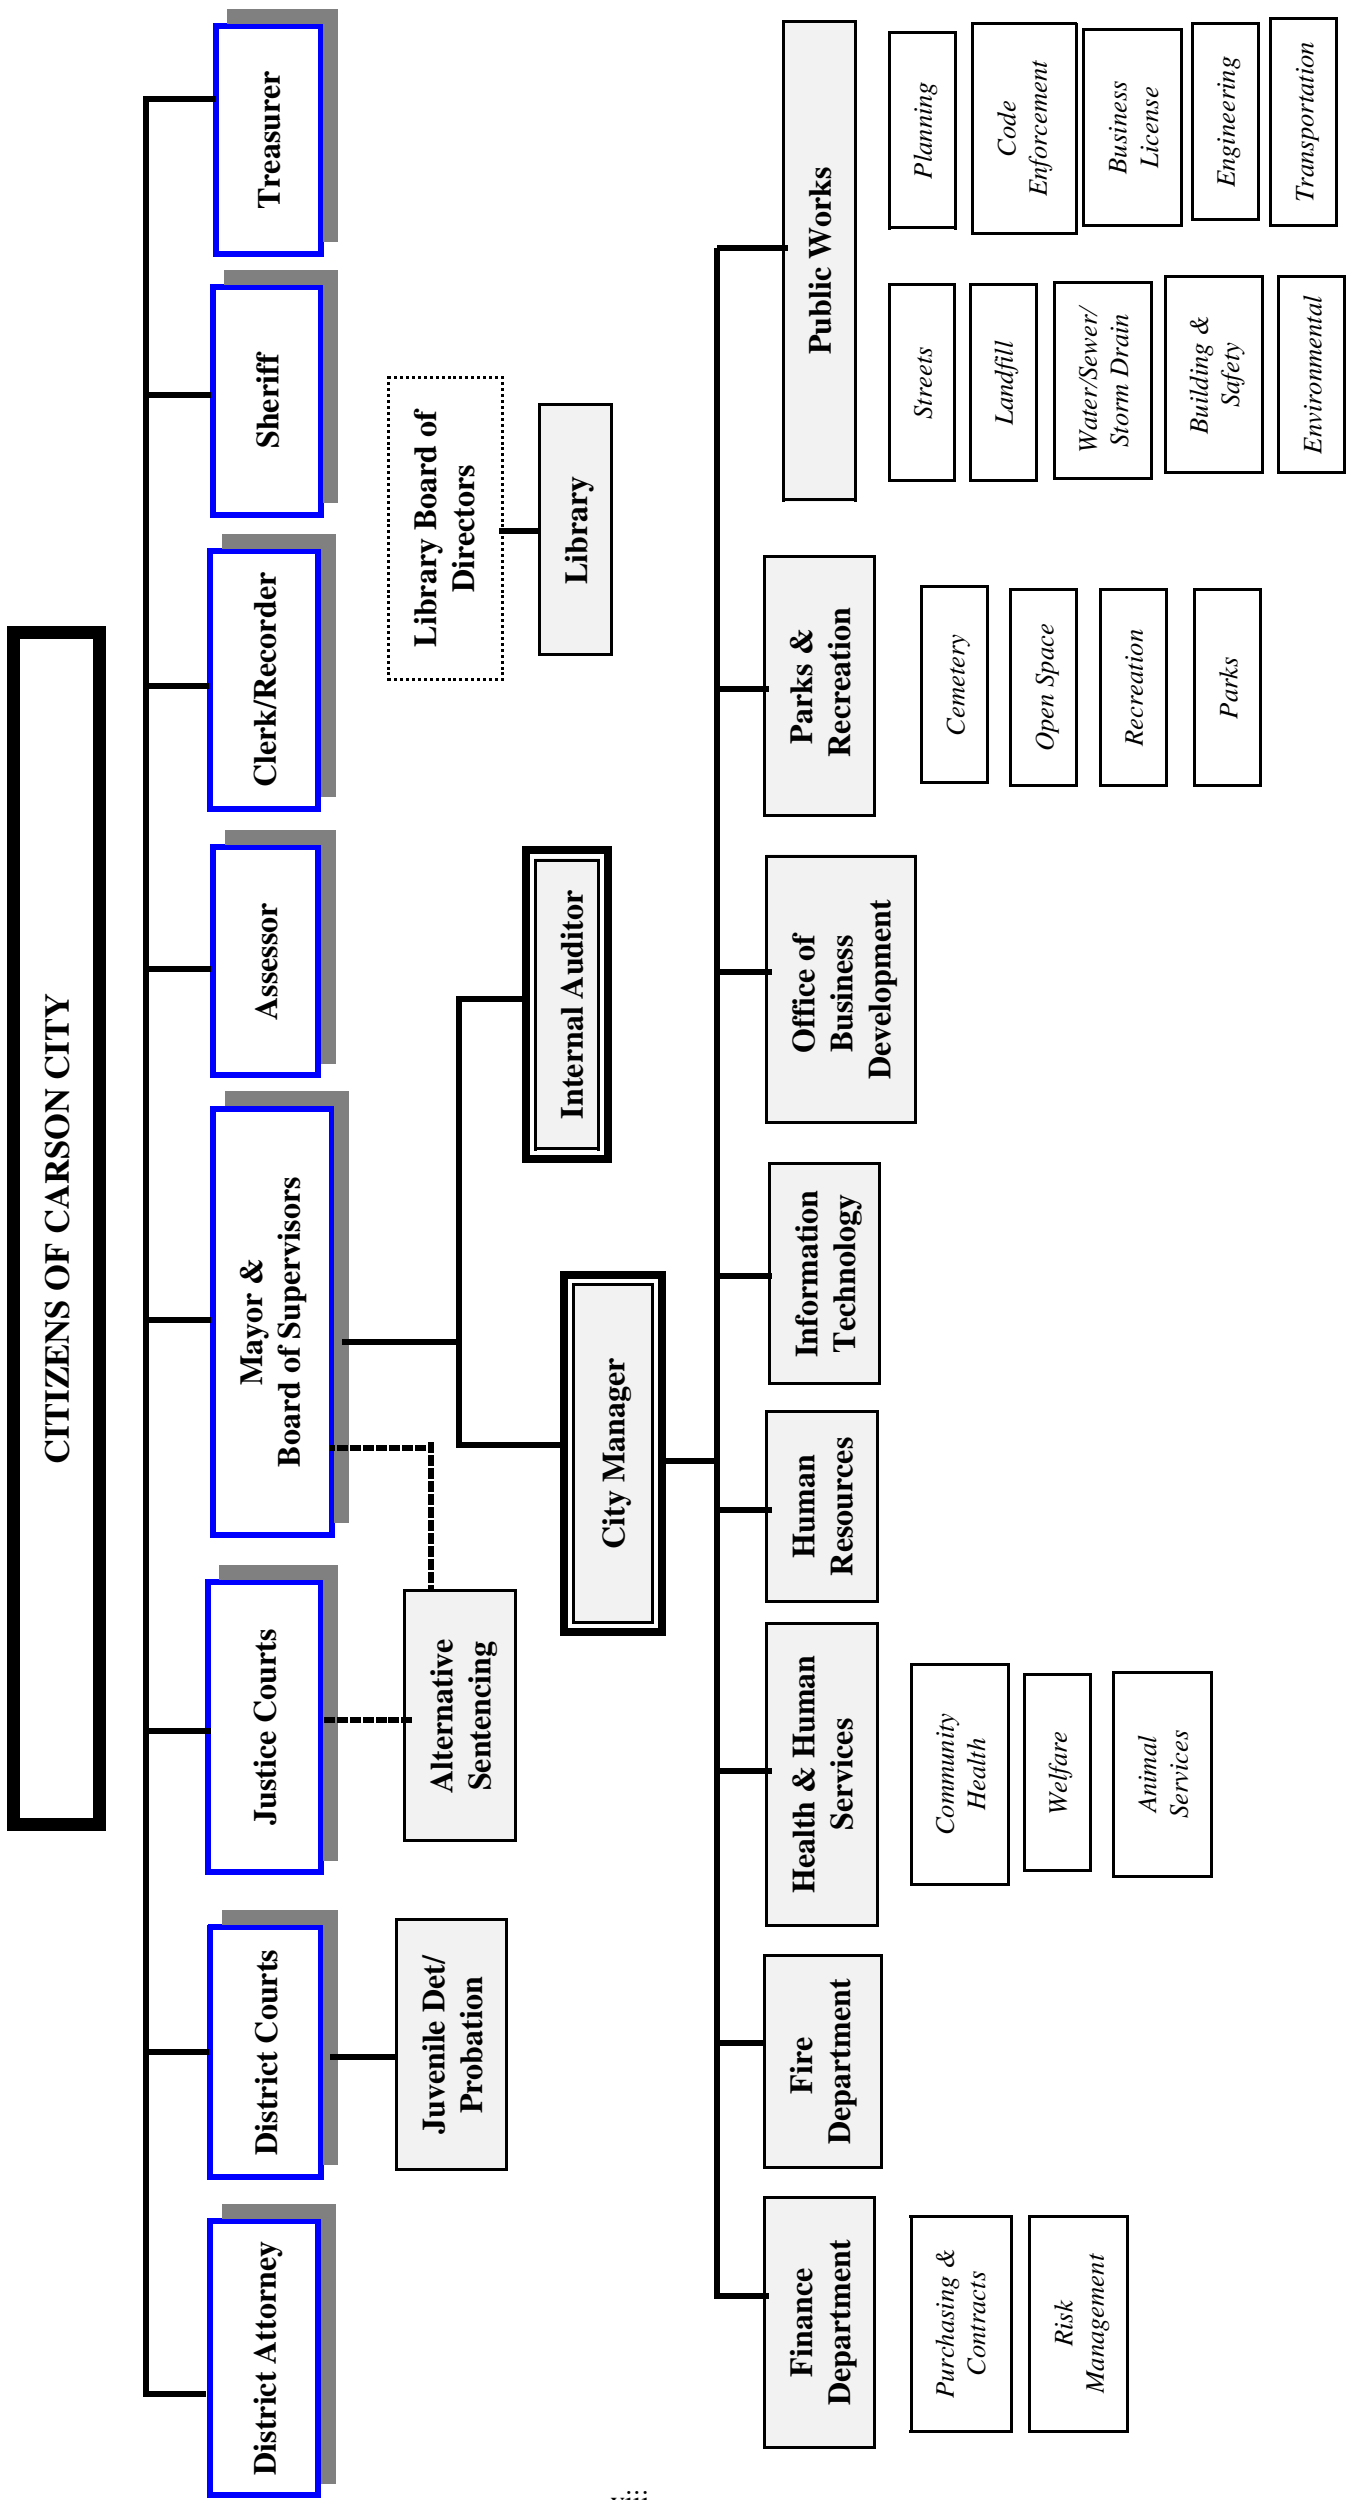 CITIZENS OF CARSON CITY
District Attorney
District Courts
Justice Courts
Mayor &
Board of Supervisors
Assessor
Clerk/Recorder
Sheriff
Treasurer
Juvenile Det/
Probation
Alternative
Sentencing
Library Board of
Directors
City Manager
Internal Auditor
Library
Finance
Department
Fire
Department
Health & Human
Services
Human
Resources
Information
Technology
Office of
Business
Development
Parks &
Recreation
Public Works
Purchasing &
Contracts
Risk
Management
Community
Health
Welfare
Animal
Services
Cemetery
Open Space
Recreation
Parks
Streets
Landfill
Water/Sewer/
Storm Drain
Building &
Safety
Environmental
Planning
Code
Enforcement
Business
License
Engineering
Transportation
viii